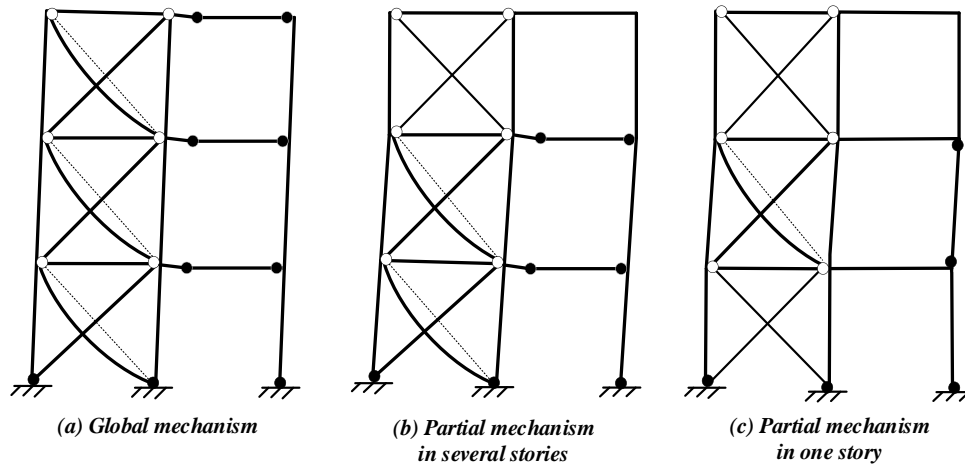 (a) Global mechanism
(b) Partial mechanism
in several stories
(c) Partial mechanism
in one story